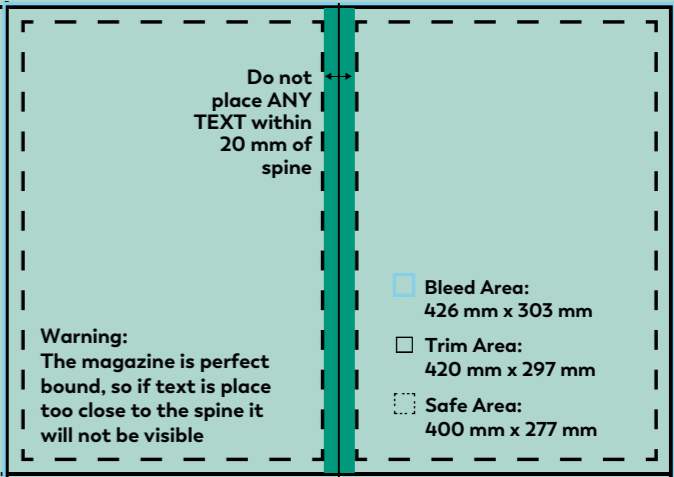 Do not
place ANY
TEXT within
20 mm of
spine
Warning:
The magazine is perfect
bound, so if text is place
too close to the spine it
will not be visible
Bleed Area:
426 mm x 303 mm
Trim Area:
420 mm x 297 mm
Safe Area:
400 mm x 277 mm